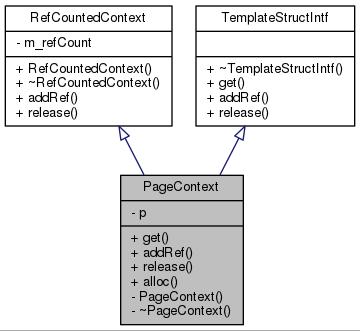 RefCountedContext
- m_refCount
+ RefCountedContext()
+ ~RefCountedContext()
+ addRef()
+ release()
TemplateStructIntf
+ ~TemplateStructIntf()
+ get()
+ addRef()
+ release()
PageContext
- p
+ get()
+ addRef()
+ release()
+ alloc()
- PageContext()
- ~PageContext()